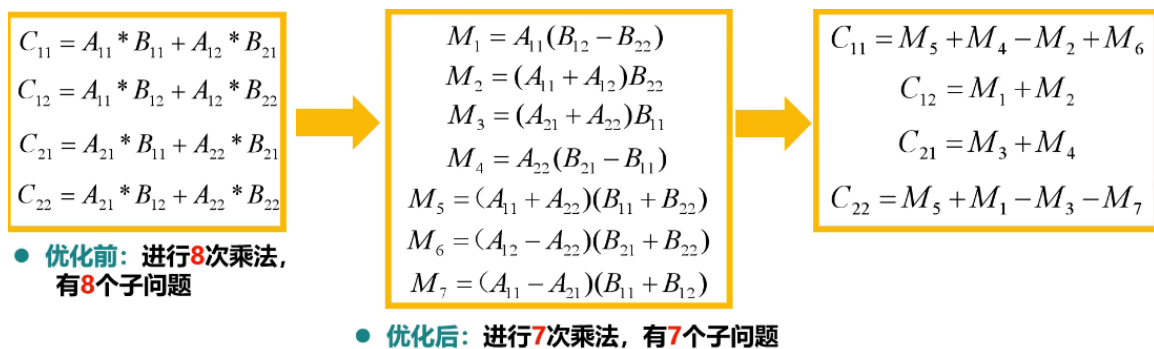 C₁₁ = A₁₁ * B₁₁ + A₁₂ * B₂₁
C₁₂ = A₁₁ * B₁₂ + A₁₂ * B₂₂
C₂₁ = A₂₁ * B₁₁ + A₂₂ * B₂₁
C₂₂ = A₂₁ * B₁₂ + A₂₂ * B₂₂
● 优化前：进行8次乘法，
有8个子问题
M₁ = A₁₁(B₁₂ − B₂₂)
M₂ = (A₁₁ + A₁₂)B₂₂
M₃ = (A₂₁ + A₂₂)B₁₁
M₄ = A₂₂(B₂₁ − B₁₁)
M₅ = (A₁₁ + A₂₂)(B₁₁ + B₂₂)
M₆ = (A₁₂ − A₂₂)(B₂₁ + B₂₂)
M₇ = (A₁₁ − A₂₁)(B₁₁ + B₁₂)
● 优化后：进行7次乘法，有7个子问题
C₁₁ = M₅ + M₄ − M₂ + M₆
C₁₂ = M₁ + M₂
C₂₁ = M₃ + M₄
C₂₂ = M₅ + M₁ − M₃ − M₇